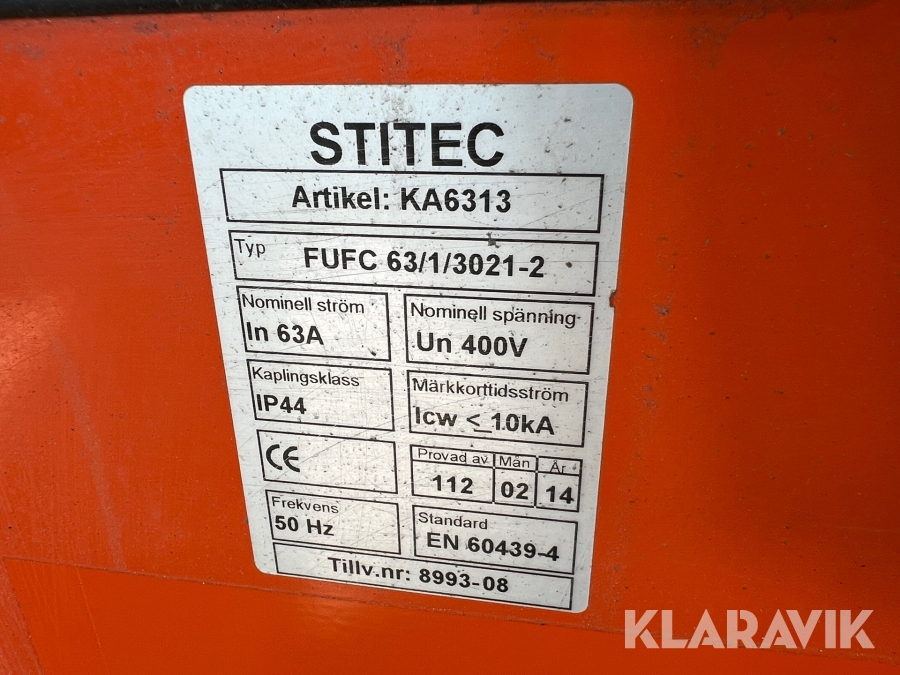 STITEC
Artikel: KA6313
Typ FUFC 63/1/3021-2
Nominell ström
In 63A
Nominell spänning
Un 400V
Kaplingsklass
IP44
Märkkorttidsström
Icw < 10kA
CE
Provad av Mån År
112 02 14
Frekvens
50 Hz
Standard
EN 60439-4
Tillv.nr: 8993-08
KLARAVIK